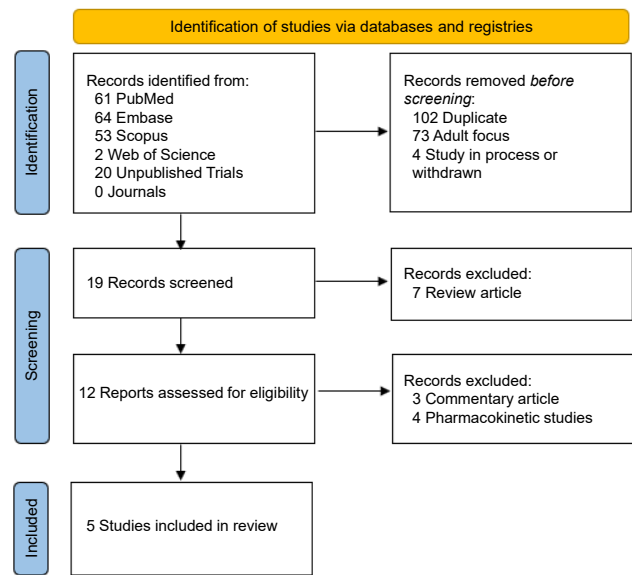 Identification of studies via databases and registries
Identification
Records identified from:
61 PubMed
64 Embase
53 Scopus
2 Web of Science
20 Unpublished Trials
0 Journals
Records removed before
screening:
102 Duplicate
73 Adult focus
4 Study in process or
withdrawn
Screening
19 Records screened
Records excluded:
7 Review article
12 Reports assessed for eligibility
Records excluded:
3 Commentary article
4 Pharmacokinetic studies
Included
5 Studies included in review